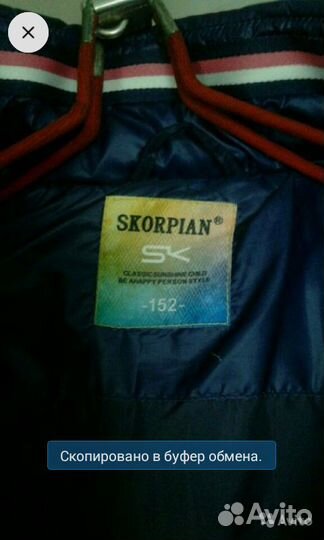 SKORPIAN®
SK
CLASSIC SUNSHINE CHILD
BE AHAPPY PERSON STYLE
-152-
Скопировано в буфер обмена.
Avito